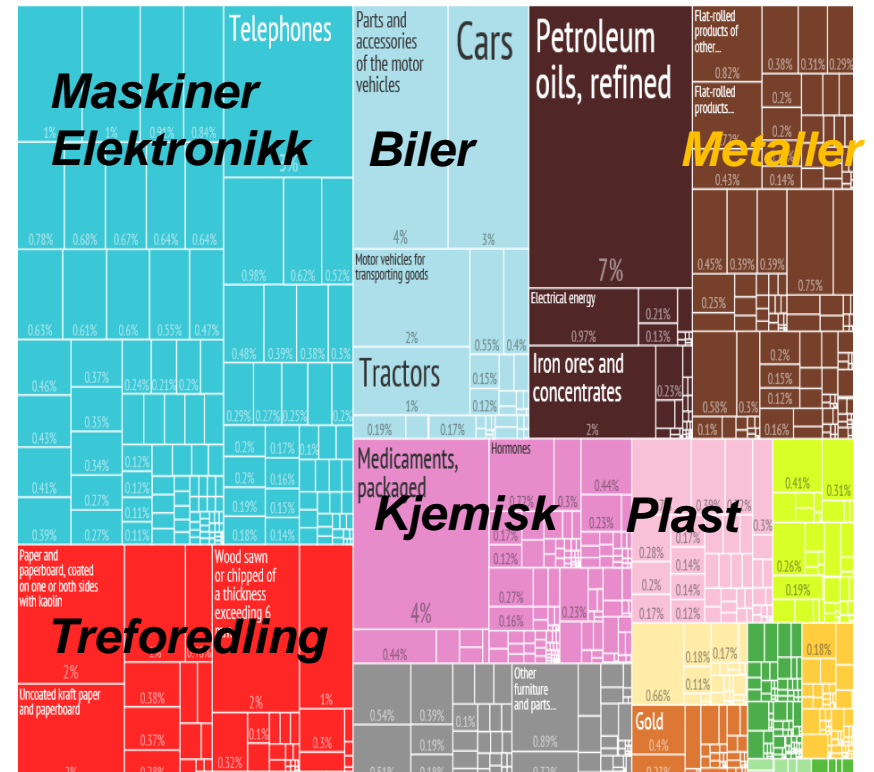 Maskiner
Elektronikk
Biler
Metaller
Kjemisk
Plast
Treforedling
Telephones
1%
1%
0.84%
0.78%
0.68%
0.67%
0.64%
0.64%
0.63%
0.61%
0.6%
0.55%
0.47%
0.46%
0.37%
0.24%
0.21%
0.2%
0.43%
0.35%
0.34%
0.12%
0.41%
0.27%
0.12%
0.11%
0.39%
0.27%
0.11%
0.98%
0.62%
0.52%
0.48%
0.39%
0.38%
0.3%
0.29%
0.27%
0.25%
0.2%
0.2%
0.17%
0.1%
0.2%
0.16%
0.19%
0.15%
0.18%
0.14%
Parts and
accessories
of the motor
vehicles
4%
Cars
3%
Motor vehicles for
transporting goods
2%
0.55%
0.4%
Tractors
1%
0.15%
0.12%
0.19%
0.17%
Petroleum
oils, refined
7%
Electrical energy
0.97%
0.21%
0.13%
Iron ores and
concentrates
2%
0.23%
Flat-rolled
products of
other...
0.82%
0.38%
0.31%
0.29%
Flat-rolled
products...
0.2%
0.2%
0.43%
0.14%
0.45%
0.39%
0.39%
0.75%
0.25%
0.58%
0.3%
0.2%
0.15%
0.12%
0.1%
0.16%
Medicaments,
packaged
4%
0.44%
Hormones
0.3%
0.44%
0.23%
0.17%
0.12%
0.27%
0.16%
0.23%
0.3%
0.17%
0.28%
0.14%
0.2%
0.14%
0.17%
0.12%
0.41%
0.31%
0.26%
0.19%
Paper and
paperboard, coated
on one or both sides
with kaolin
2%
Uncoated kraft paper
and paperboard
Wood sawn
or chipped of
a thickness
exceeding 6
2%
1%
0.38%
0.37%
0.1%
0.3%
0.32%
0.54%
0.39%
0.1%
0.19%
Other
furniture
and parts...
0.89%
0.66%
0.18%
0.17%
0.11%
Gold
0.4%
0.18%